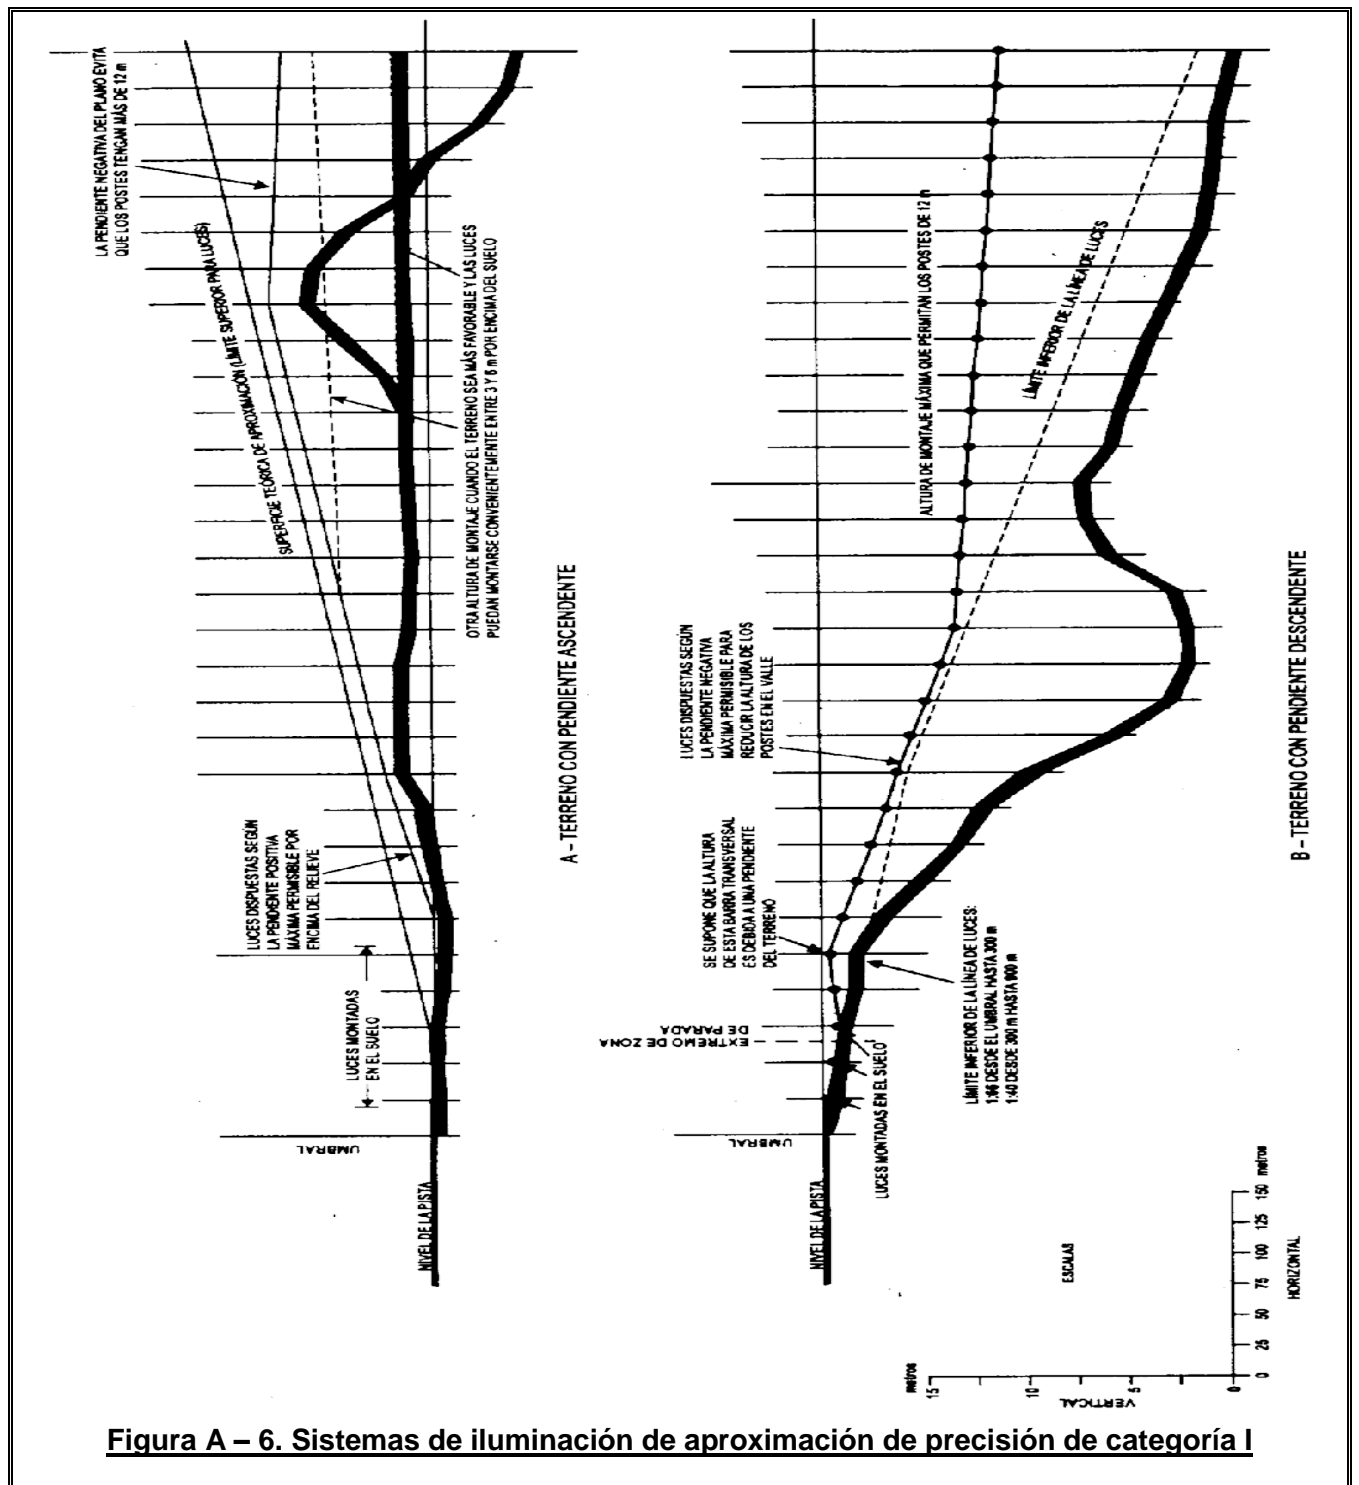 LA PENDIENTE NEGATIVA DEL PLANO EVITA
QUE LOS POSTES TENGAN MÁS DE 12 m
SUPERFICIE TEÓRICA DE APROXIMACIÓN (LÍMITE SUPERIOR PARA LUCES)
OTRA ALTURA DE MONTAJE CUANDO EL TERRENO SEA MÁS FAVORABLE Y LAS LUCES
PUEDAN MONTARSE CONVENIENTEMENTE ENTRE 3 Y 6 m POR ENCIMA DEL SUELO
LUCES DISPUESTAS SEGÚN
LA PENDIENTE POSITIVA
MÁXIMA PERMISIBLE POR
ENCIMA DEL RELIEVE
LUCES MONTADAS
EN EL SUELO
UMBRAL
NIVEL DE LA PISTA
A – TERRENO CON PENDIENTE ASCENDENTE
ALTURA DE MONTAJE MÁXIMA QUE PERMITAN LOS POSTES DE 12 m
LÍMITE INFERIOR DE LA LÍNEA DE LUCES
LUCES DISPUESTAS SEGÚN
LA PENDIENTE NEGATIVA
MÁXIMA PERMISIBLE PARA
REDUCIR LA ALTURA DE LOS
POSTES EN EL VALLE
SE SUPONE QUE LA ALTURA
DE ESTA BARRA TRANSVERSAL
ES DEBIDA A UNA PENDIENTE
DEL TERRENO
EXTREMO DE ZONA
DE PARADA
LUCES MONTADAS EN EL SUELO
UMBRAL
NIVEL DE LA PISTA
LÍMITE INFERIOR DE LA LÍNEA DE LUCES:
1:66 DESDE EL UMBRAL HASTA 300 m
1:40 DESDE 300 m HASTA 900 m
B – TERRENO CON PENDIENTE DESCENDENTE
ESCALAS
metros
15 10 5 0
VERTICAL
0 25 50 75 100 125 150 metros
HORIZONTAL
Figura A – 6. Sistemas de iluminación de aproximación de precisión de categoría I